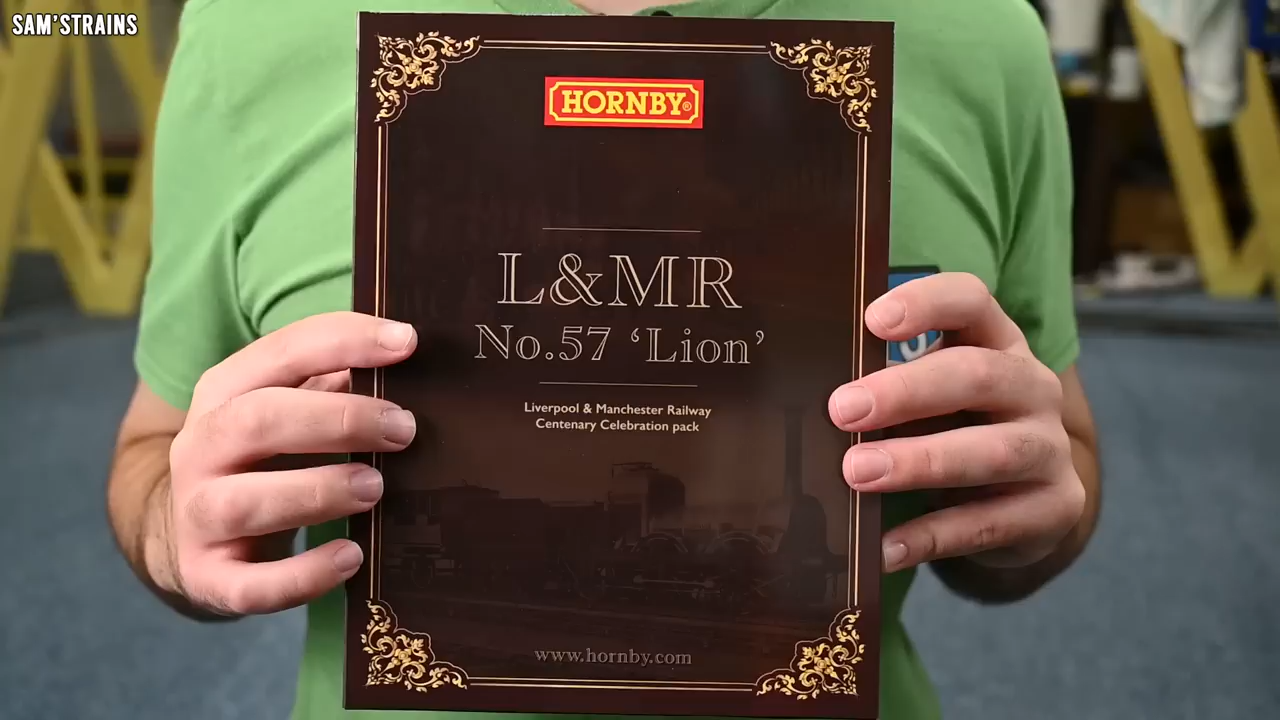 SAM'STRAINS
HORNBY®
L&MR
No.57 ‘Lion’
Liverpool & Manchester Railway
Centenary Celebration pack
www.hornby.com